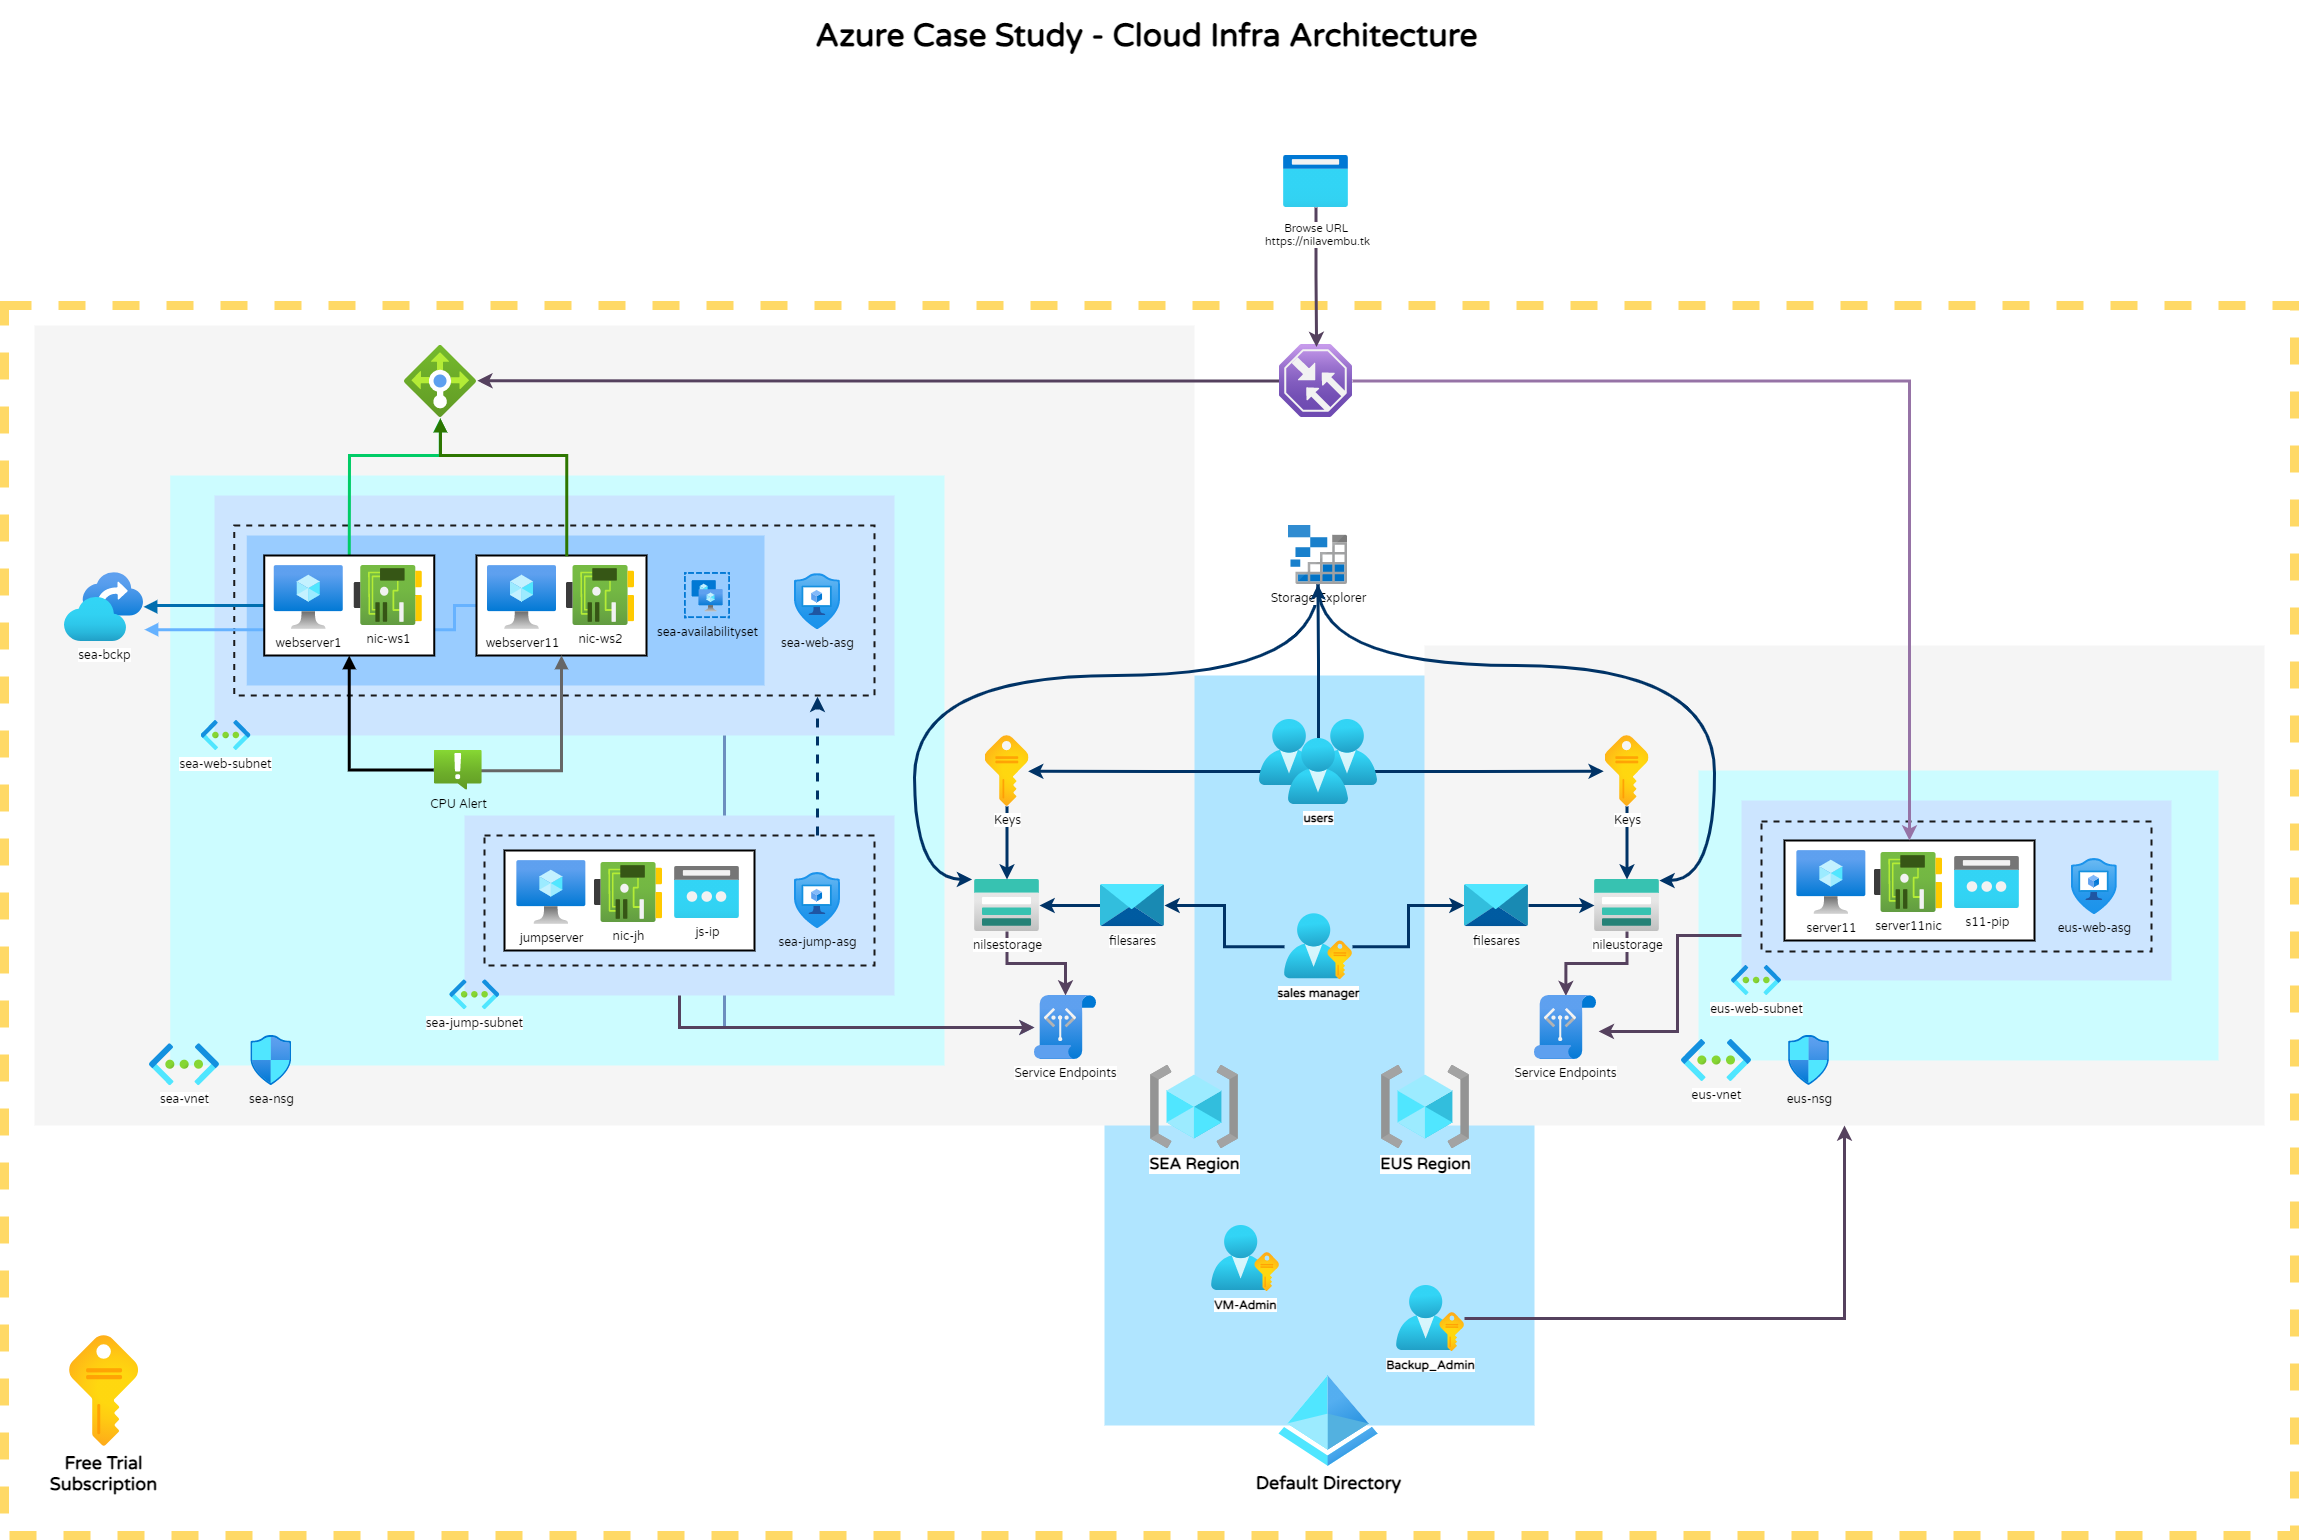 Azure Case Study - Cloud Infra Architecture
Browse URL
https://nilavembu.tk
webserver1
nic-ws1
webserver11
nic-ws2
sea-availabilityset
sea-web-asg
sea-bckp
Storage Explorer
sea-web-subnet
CPU Alert
Keys
users
Keys
jumpserver
nic-jh
js-ip
sea-jump-asg
nilsestorage
filesares
filesares
nileustorage
server11
server11nic
s11-pip
eus-web-asg
sales manager
sea-jump-subnet
eus-web-subnet
Service Endpoints
Service Endpoints
sea-vnet
sea-nsg
eus-vnet
eus-nsg
SEA Region
EUS Region
VM-Admin
Backup_Admin
Free Trial
Subscription
Default Directory